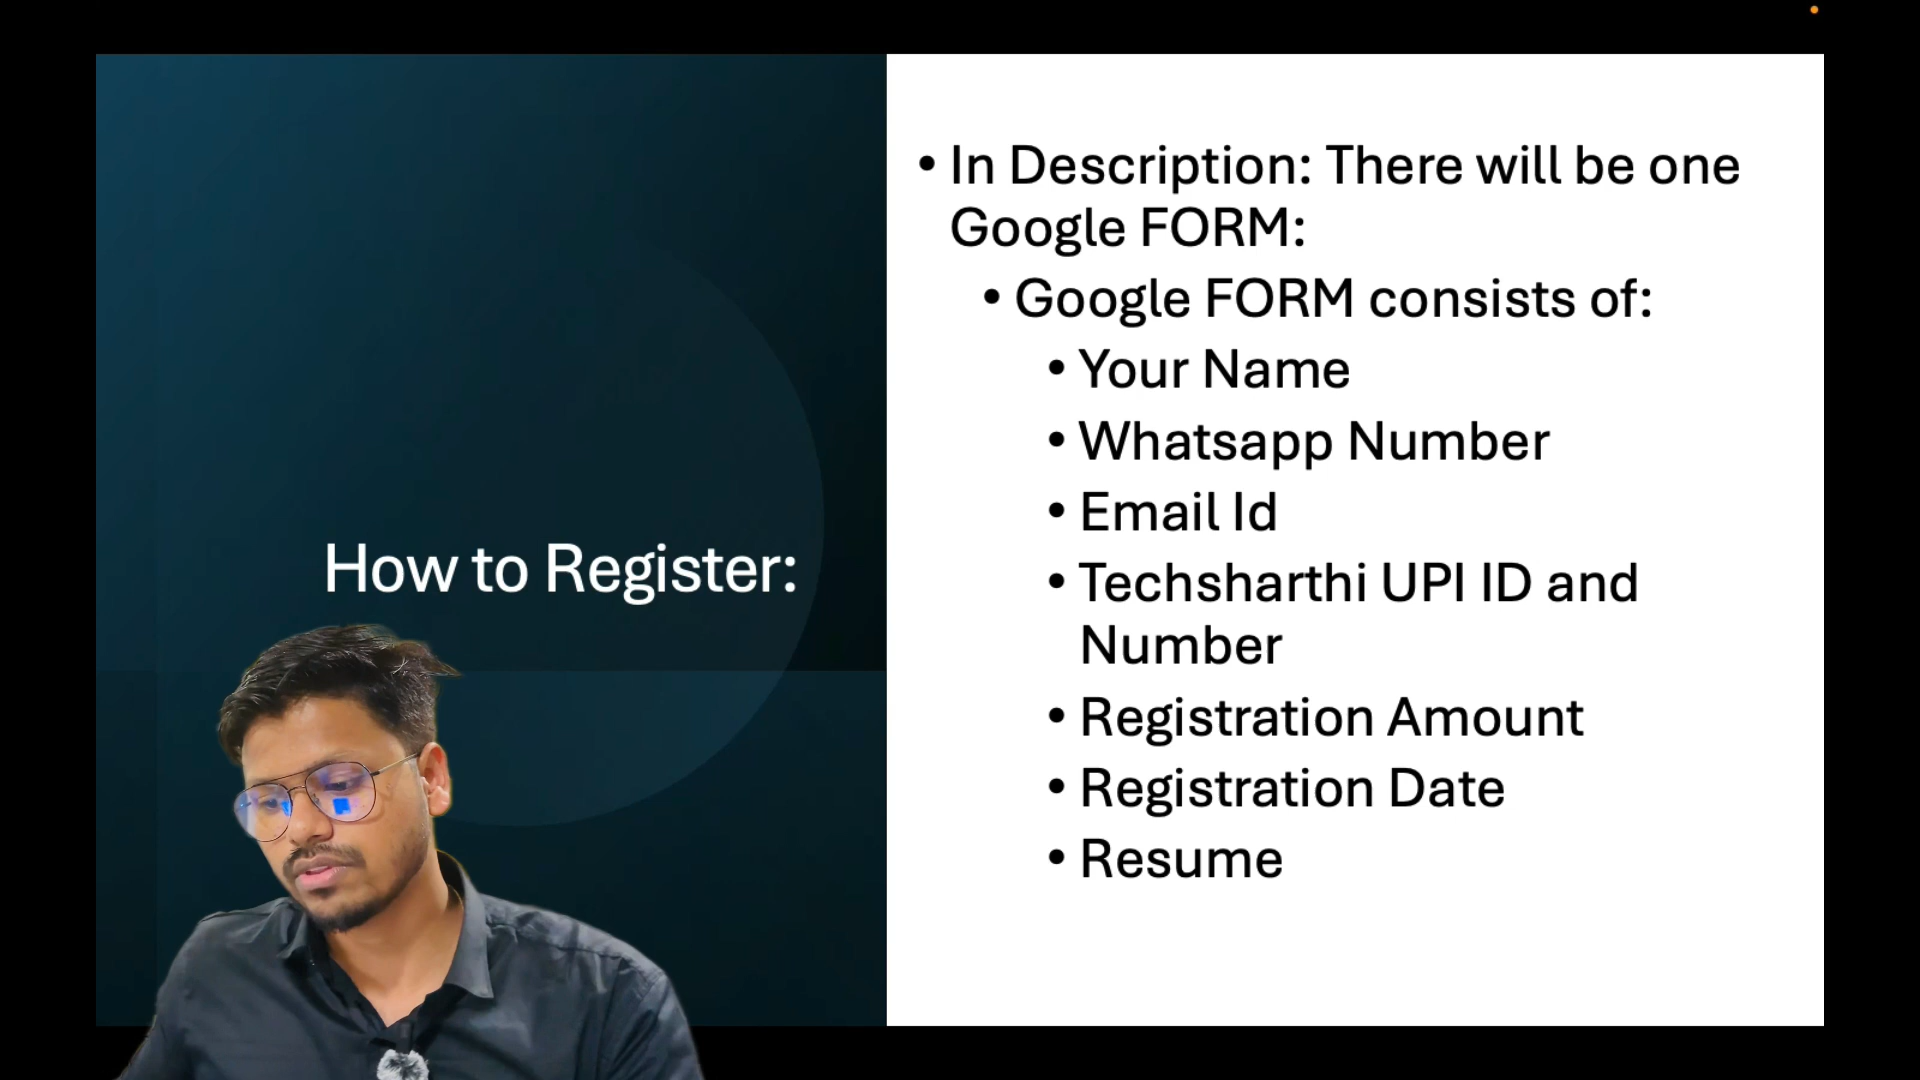 How to Register:
• In Description: There will be one
Google FORM:
• Google FORM consists of:
• Your Name
• Whatsapp Number
• Email Id
• Techsharthi UPI ID and
Number
• Registration Amount
• Registration Date
• Resume